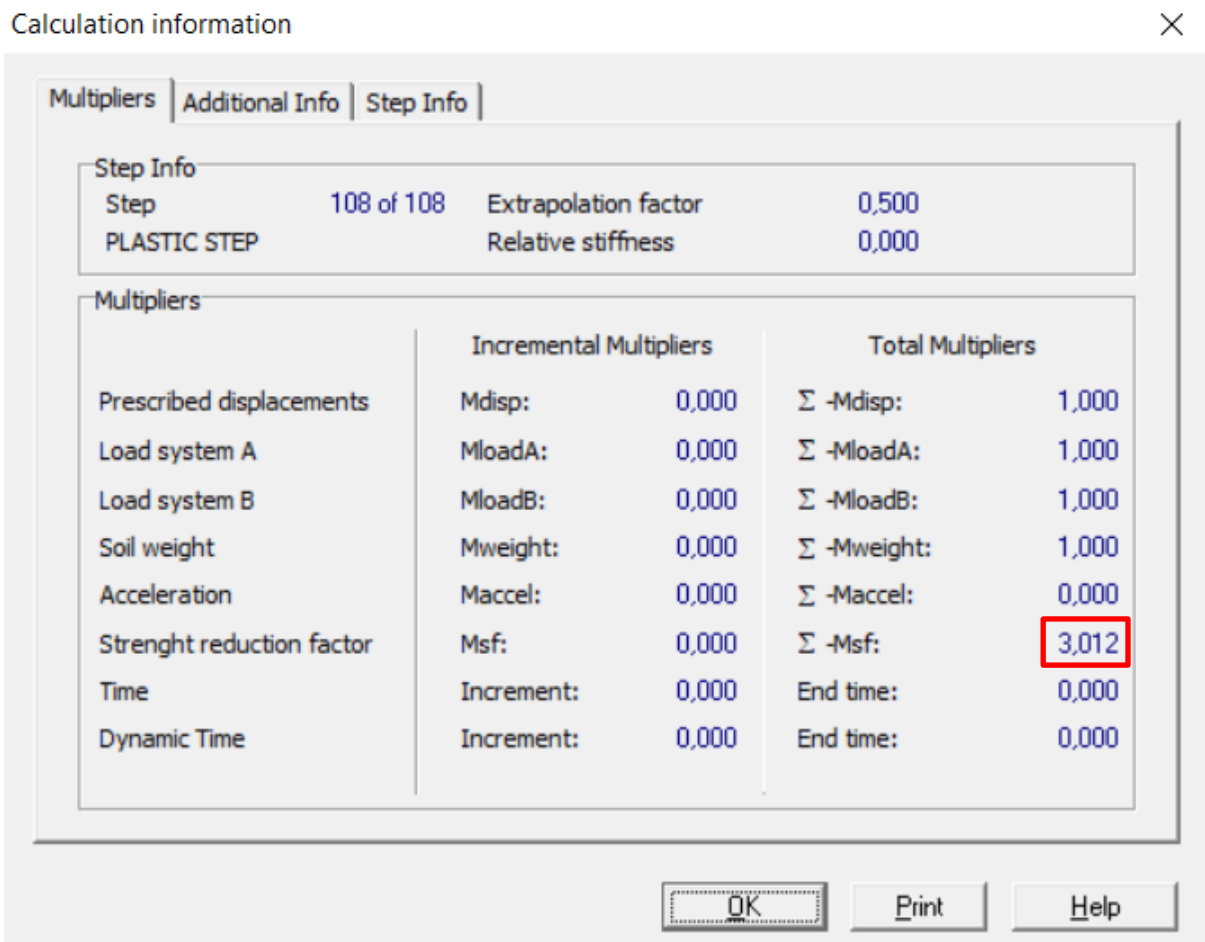 Calculation information
Multipliers Additional Info Step Info
Step Info
Step 108 of 108 Extrapolation factor 0,500
PLASTIC STEP Relative stiffness 0,000
Multipliers
Incremental Multipliers Total Multipliers
Prescribed displacements Mdisp: 0,000 Σ -Mdisp: 1,000
Load system A MloadA: 0,000 Σ -MloadA: 1,000
Load system B MloadB: 0,000 Σ -MloadB: 1,000
Soil weight Mweight: 0,000 Σ -Mweight: 1,000
Acceleration Maccel: 0,000 Σ -Maccel: 0,000
Strenght reduction factor Msf: 0,000 Σ -Msf: 3,012
Time Increment: 0,000 End time: 0,000
Dynamic Time Increment: 0,000 End time: 0,000
OK Print Help